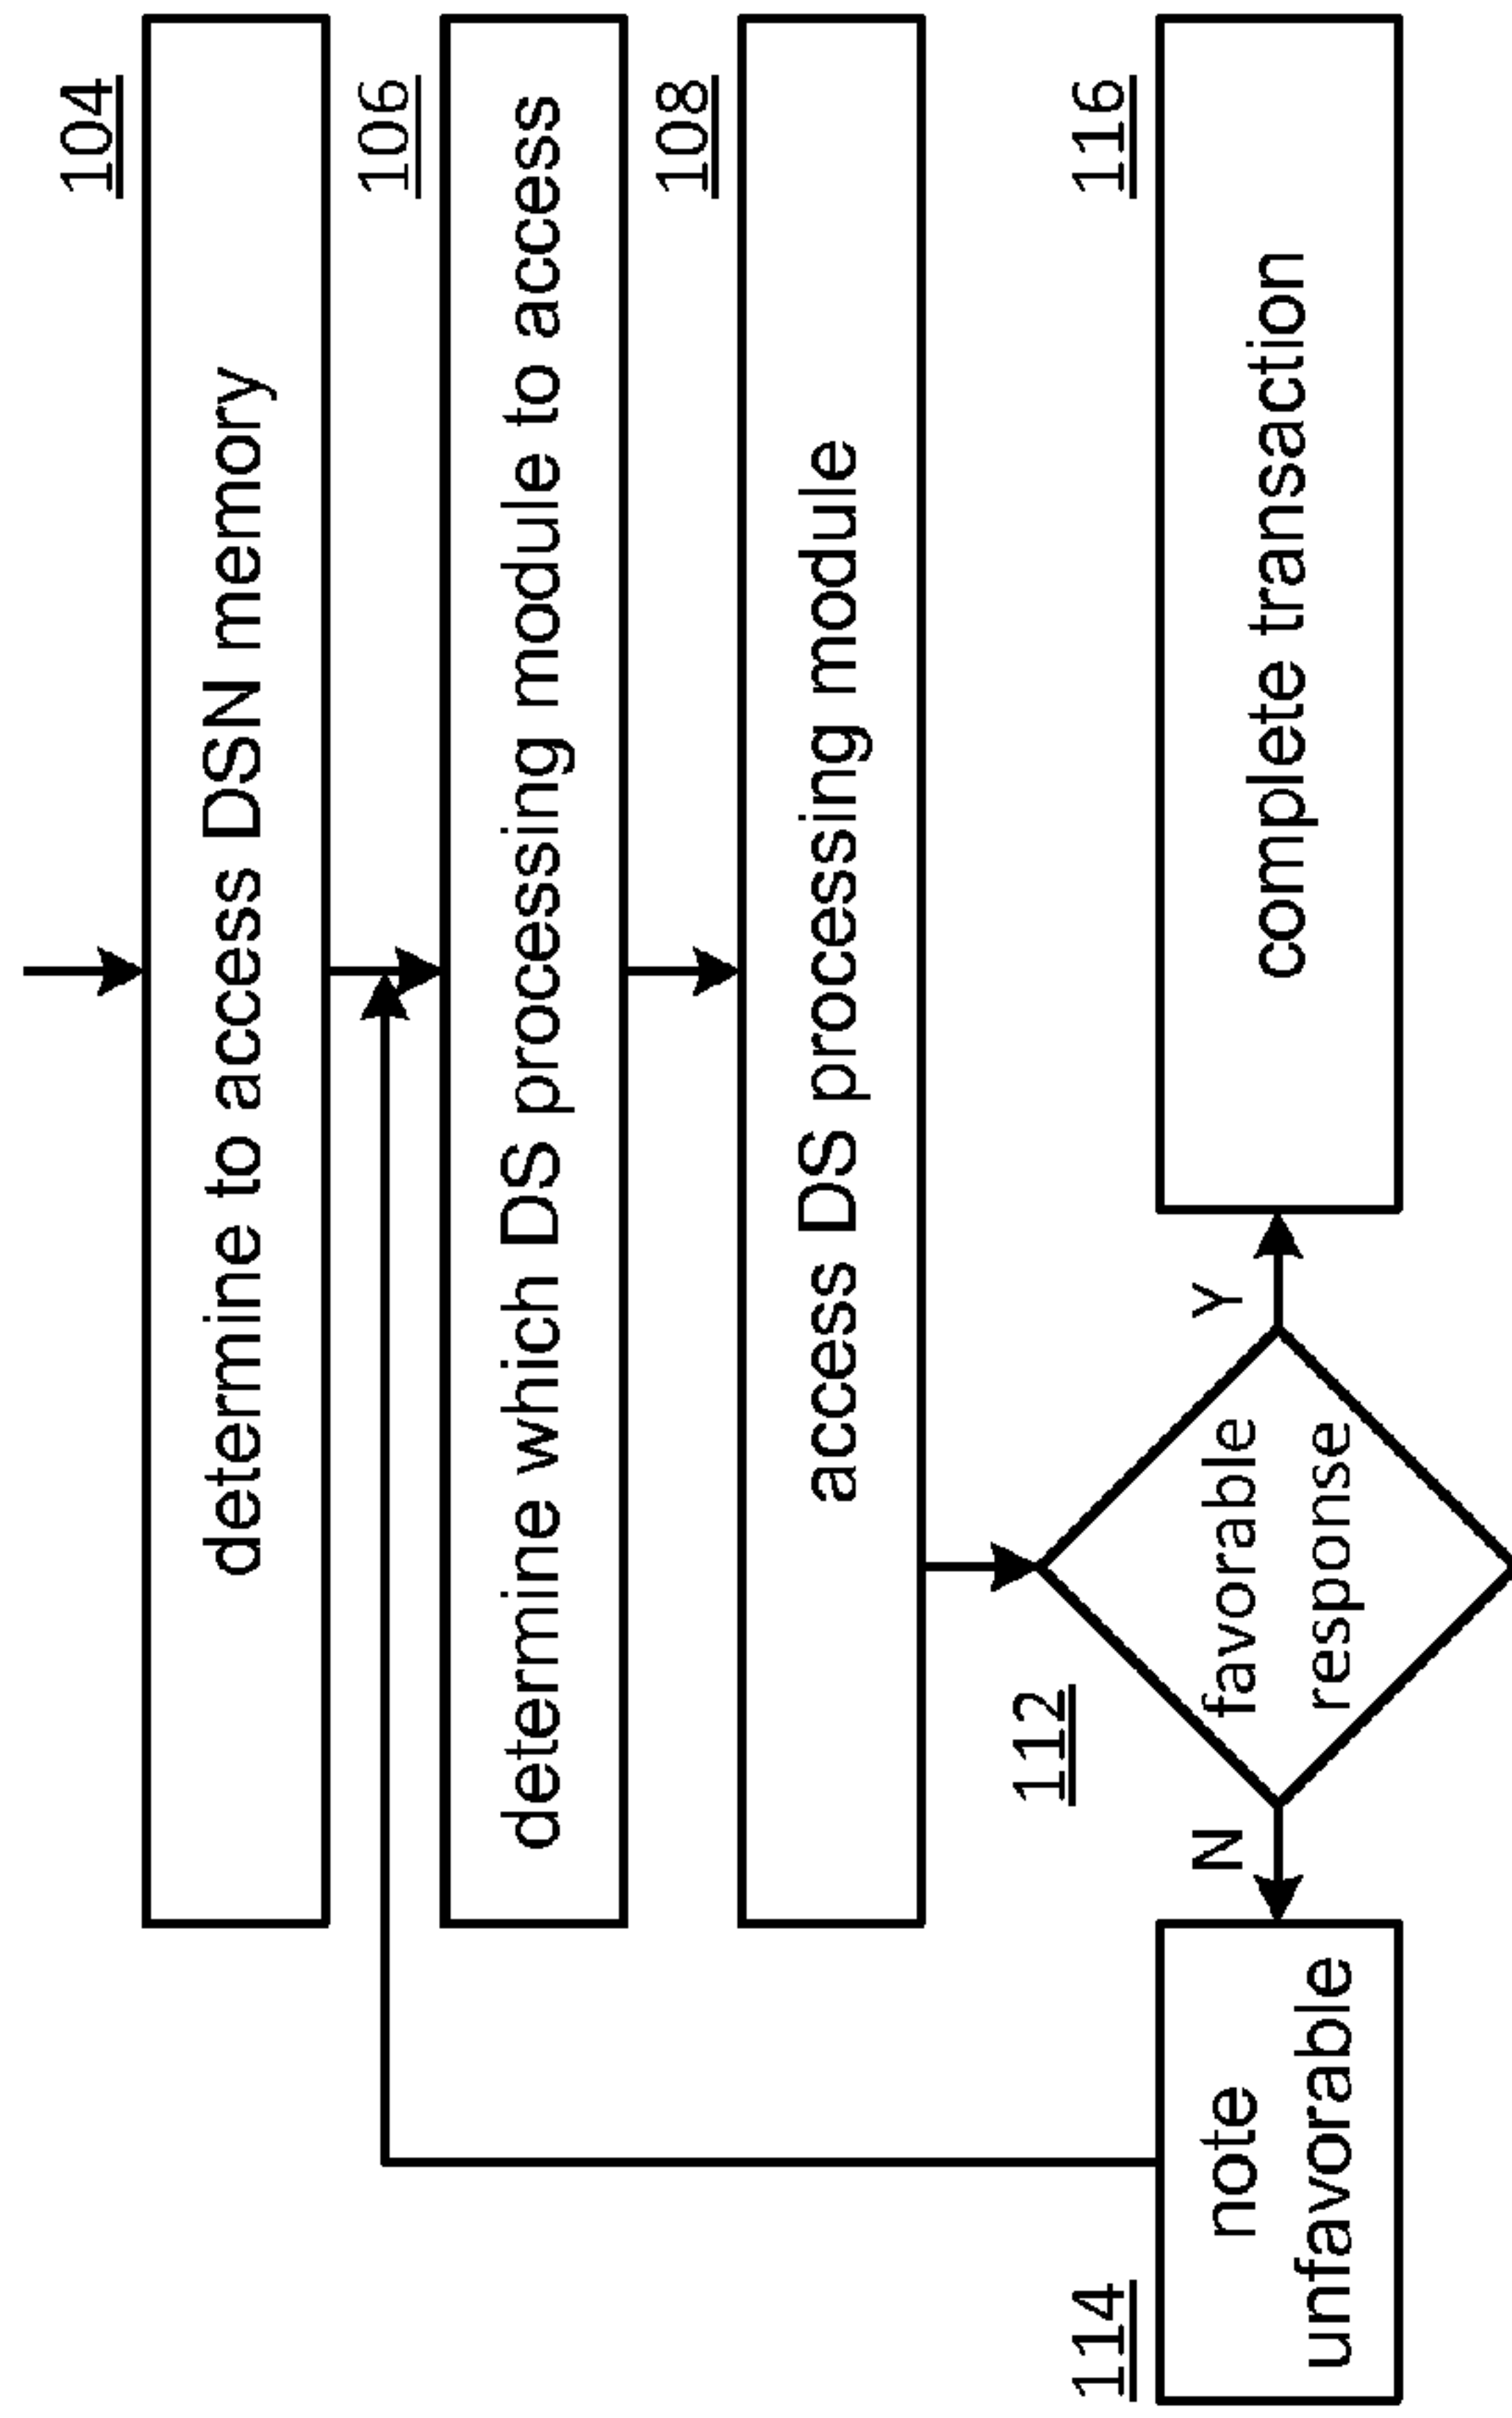 104
determine to access DSN memory
106
determine which DS processing module to access
108
access DS processing module
112
favorable
response
N
Y
114
note
unfavorable
116
complete transaction